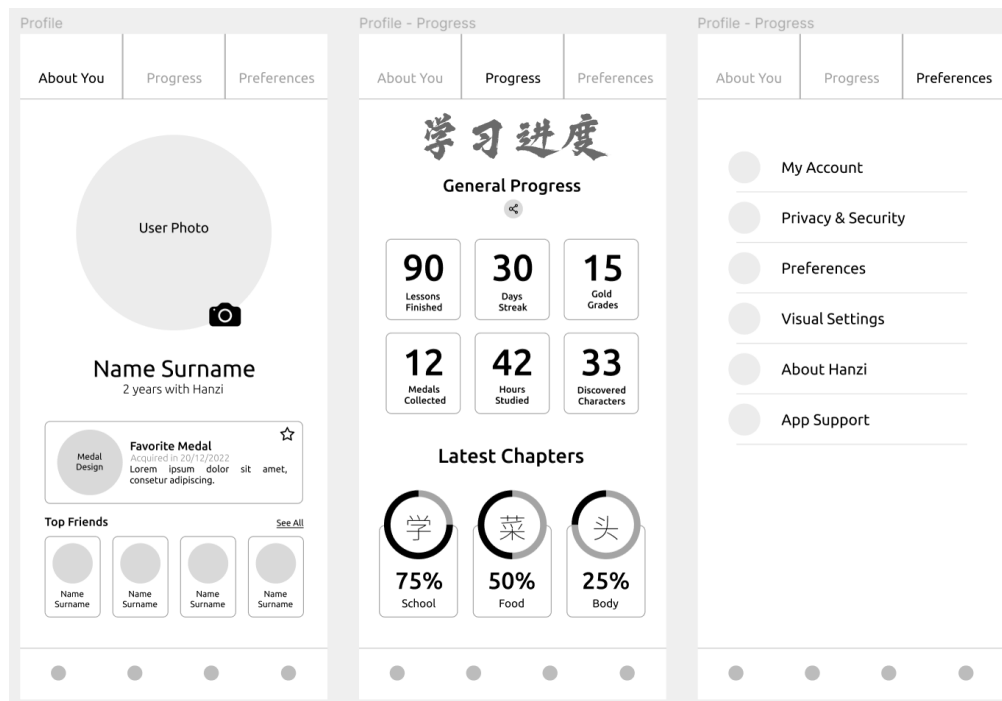 Profile
About You
Progress
Preferences
User Photo
Name Surname
2 years with Hanzi
Medal
Design
Favorite Medal
Acquired in 20/12/2022
Lorem ipsum dolor sit amet,
consetur adipiscing.
Top Friends
See All
Name
Surname
Name
Surname
Name
Surname
Name
Surname
Profile - Progress
About You
Progress
Preferences
学习进度
General Progress
90
Lessons
Finished
30
Days
Streak
15
Gold
Grades
12
Medals
Collected
42
Hours
Studied
33
Discovered
Characters
Latest Chapters
学
75%
School
菜
50%
Food
头
25%
Body
Profile - Progress
About You
Progress
Preferences
My Account
Privacy & Security
Preferences
Visual Settings
About Hanzi
App Support